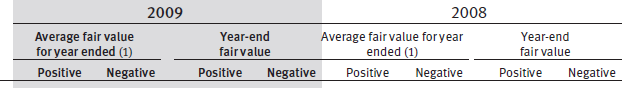 2009 2008
Average fair value Year-end Average fair value for year Year-end
for year ended (1) fair value ended (1) fair value
Positive Negative Positive Negative Positive Negative Positive Negative